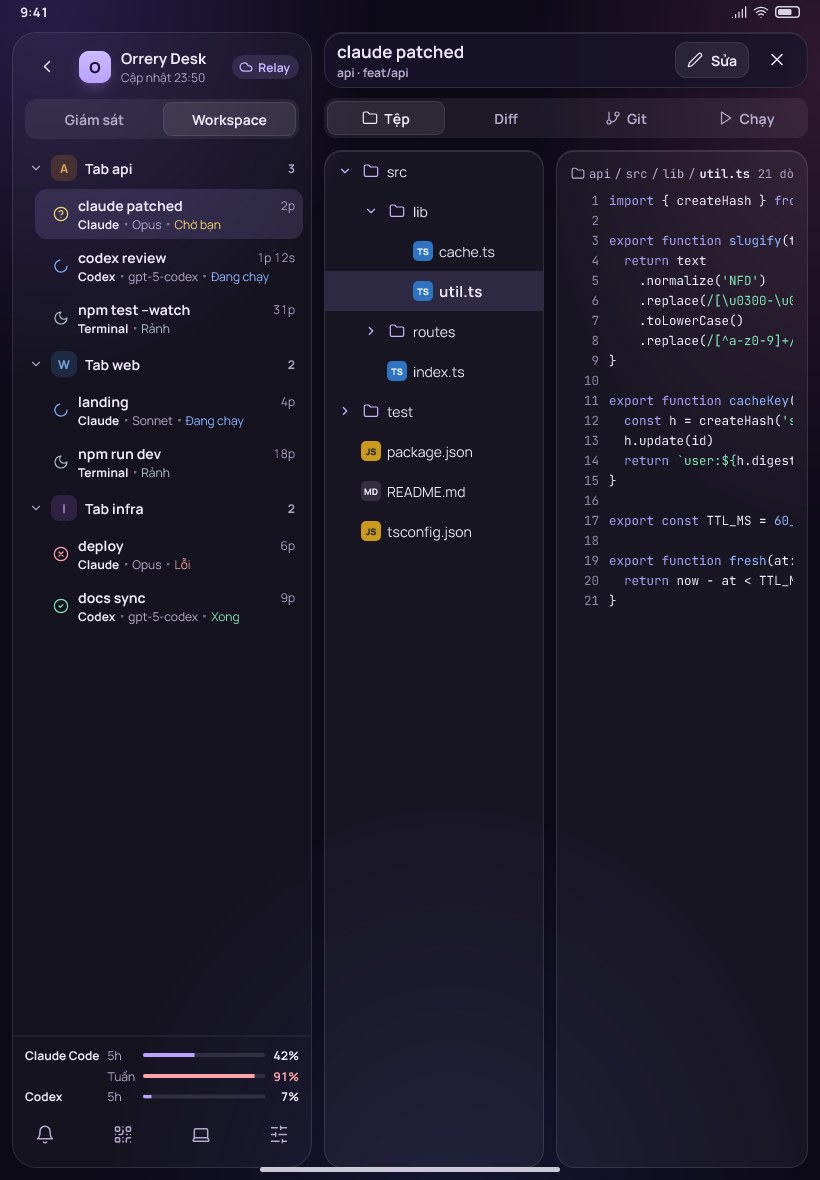 9:41
O
Orrery Desk
Cập nhật 23:50
Relay
Giám sát
Workspace
A Tab api 3
claude patched 2p
Claude • Opus • Chờ bạn
codex review 1p 12s
Codex • gpt-5-codex • Đang chạy
npm test –watch 31p
Terminal • Rảnh
W Tab web 2
landing 4p
Claude • Sonnet • Đang chạy
npm run dev 18p
Terminal • Rảnh
I Tab infra 2
deploy 6p
Claude • Opus • Lỗi
docs sync 9p
Codex • gpt-5-codex • Xong
Claude Code 5h 42%
Tuần 91%
Codex 5h 7%
claude patched
api · feat/api
Sửa
Tệp
Diff
Git
Chạy
src
lib
TS cache.ts
TS util.ts
routes
TS index.ts
test
JS package.json
MD README.md
JS tsconfig.json
api / src / lib / util.ts 21
1 import { createHash }
2
3 export function slugify(
4 return text
5 .normalize('NFD')
6 .replace(/[\u0300-
7 .toLowerCase()
8 .replace(/[^a-z0-9]+/
9 }
10
11 export function cacheKey(
12 const h = createHash('
13 h.update(id)
14 return `user:${h.digest
15 }
16
17 export const TTL_MS = 60_
18
19 export function fresh(at:
20 return now - at <
21 }